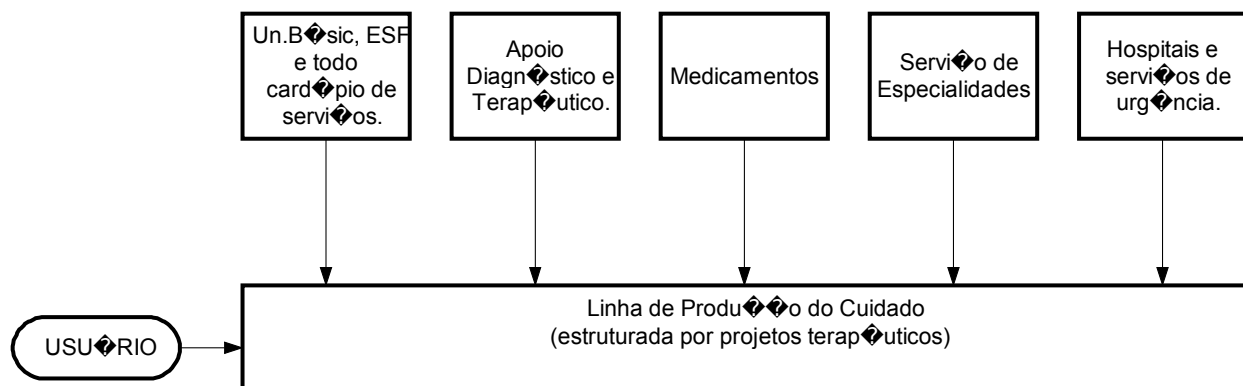 Un.B�sic, ESF
e todo
card�pio de
servi�os.
Apoio
Diagn�stico e
Terap�utico.
Medicamentos
Servi�o de
Especialidades
Hospitais e
servi�os de
urg�ncia.
Linha de Produ��o do Cuidado
(estruturada por projetos terap�uticos)
USU�RIO